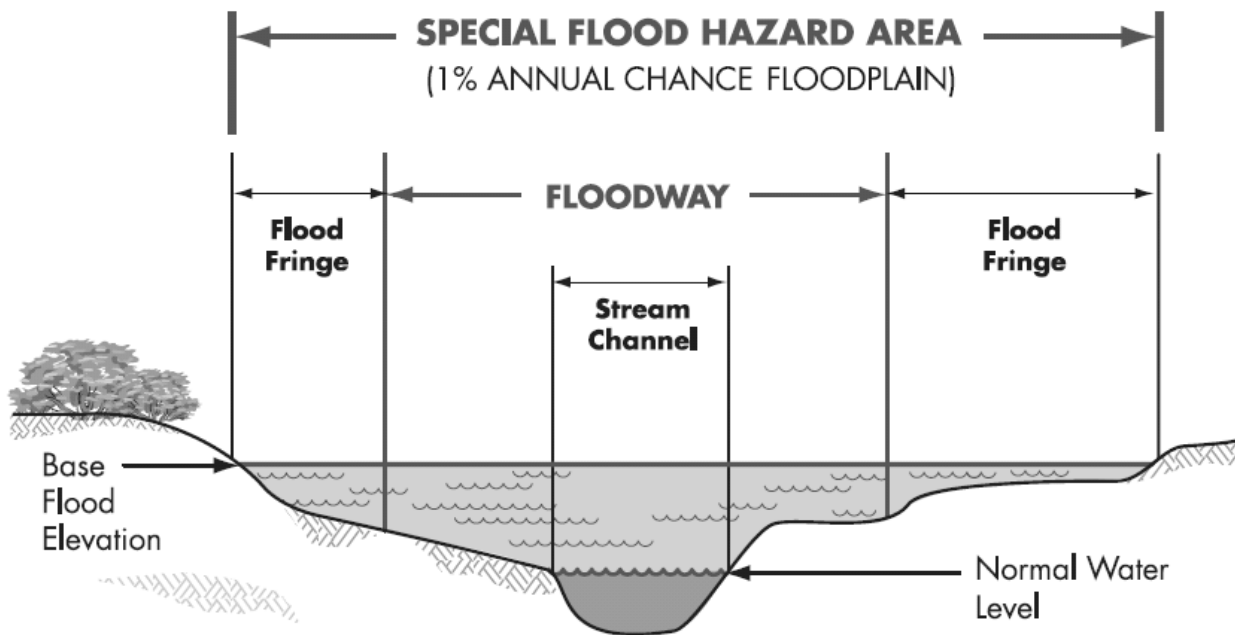 SPECIAL FLOOD HAZARD AREA
(1% ANNUAL CHANCE FLOODPLAIN)
FLOODWAY
Flood
Fringe
Flood
Fringe
Stream
Channel
Base
Flood
Elevation
Normal Water
Level